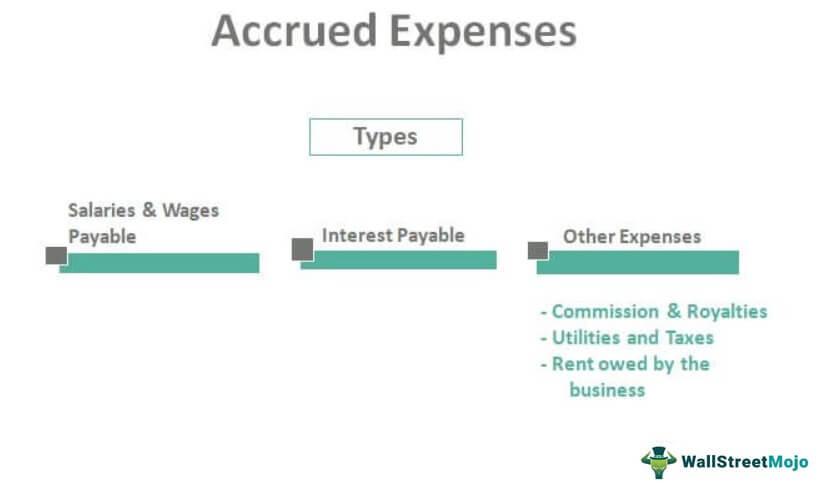 Accrued Expenses
Types
Salaries & Wages
Payable
Interest Payable
Other Expenses
- Commission & Royalties
- Utilities and Taxes
- Rent owed by the
business
WallStreetMojo